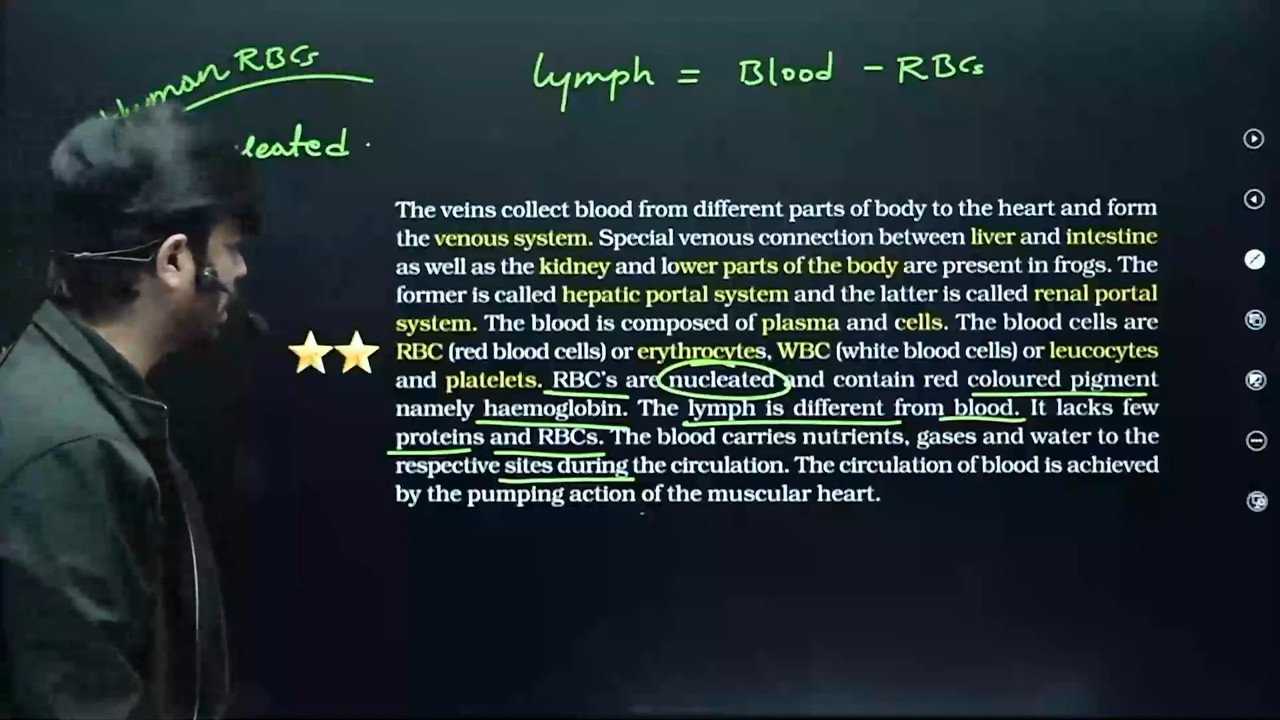 Human RBCs
lymph = Blood - RBCs
leated.
The veins collect blood from different parts of body to the heart and form
the venous system. Special venous connection between liver and intestine
as well as the kidney and lower parts of the body are present in frogs. The
former is called hepatic portal system and the latter is called renal portal
system. The blood is composed of plasma and cells. The blood cells are
RBC (red blood cells) or erythrocytes, WBC (white blood cells) or leucocytes
and platelets. RBC's are nucleated and contain red coloured pigment
namely haemoglobin. The lymph is different from blood. It lacks few
proteins and RBCs. The blood carries nutrients, gases and water to the
respective sites during the circulation. The circulation of blood is achieved
by the pumping action of the muscular heart.